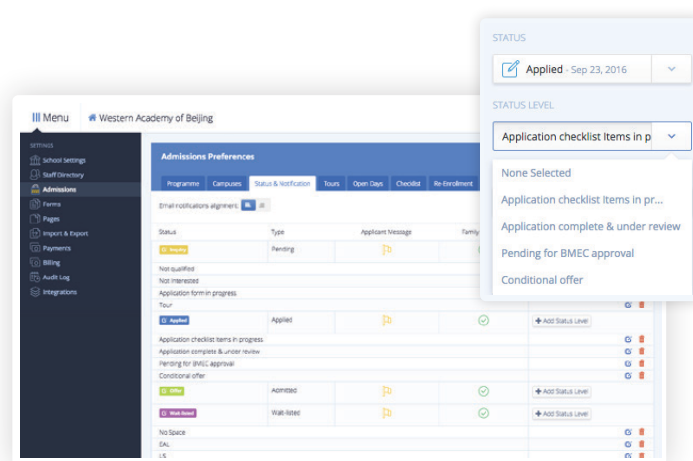 STATUS
Applied - Sep 23, 2016
STATUS LEVEL
Application checklist Items in p
None Selected
Application checklist Items in pr...
Application complete & under review
Pending for BMEC approval
Conditional offer
Menu
Western Academy of Beijing
SETTINGS
School Settings
Staff Directory
Admissions
Forms
Pages
Import & Export
Payments
Billing
Audit Log
Integrations
Admissions Preferences
Programme Campuses Status & Notification Tours Open Days Checklist Re-Enrollment
Email notifications alignment:
Status Type Applicant Message Family
Inquiry Pending
Not qualified
Not interested
Application form in progress
Tour
Applied Applied + Add Status Level
Application checklist items in progress
Application complete & under review
Pending for BMEC approval
Conditional offer
Offer Admitted + Add Status Level
Wait-listed Wait-listed + Add Status Level
No Space
EAL
LS